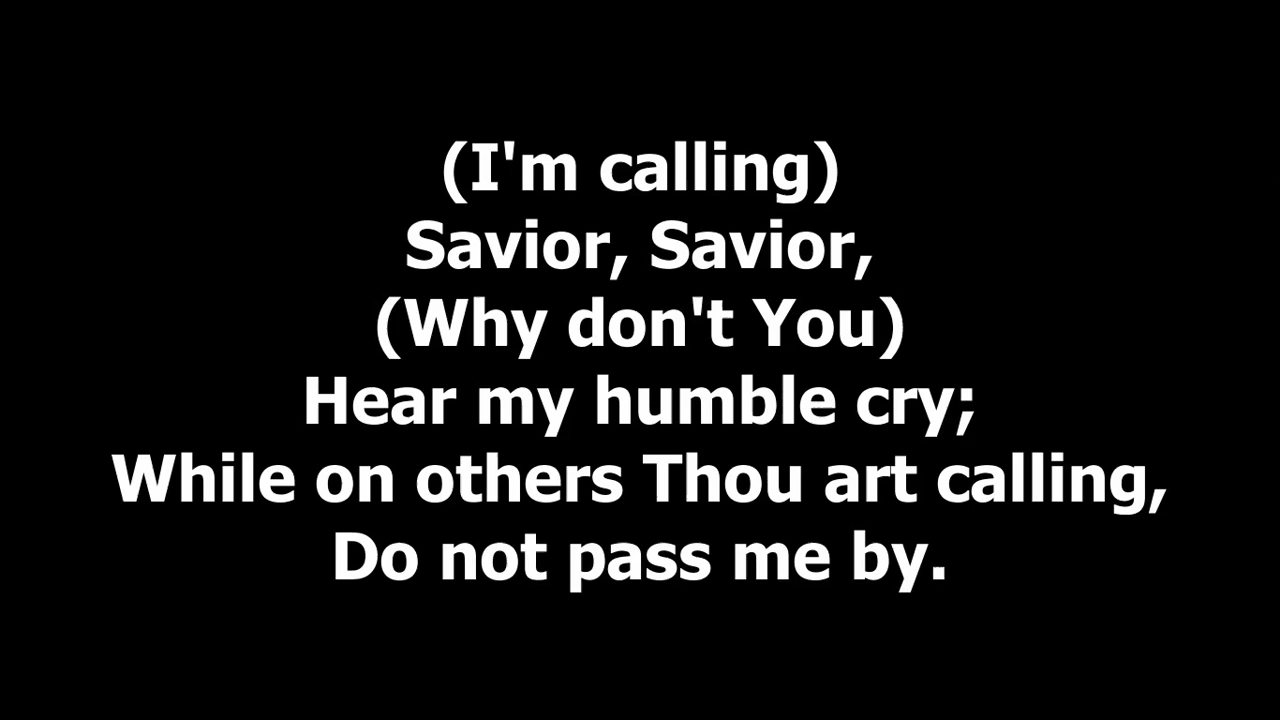 (I'm calling)
Savior, Savior,
(Why don't You)
Hear my humble cry;
While on others Thou art calling,
Do not pass me by.